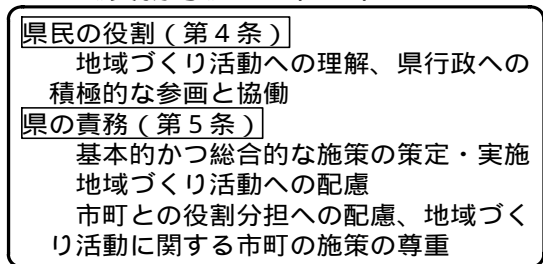 県民の役割(第4条)
地域づくり活動への理解、県行政への
積極的な参画と協働
県の責務(第5条)
基本的かつ総合的な施策の策定・実施
地域づくり活動への配慮
市町との役割分担への配慮、地域づく
り活動に関する市町の施策の尊重